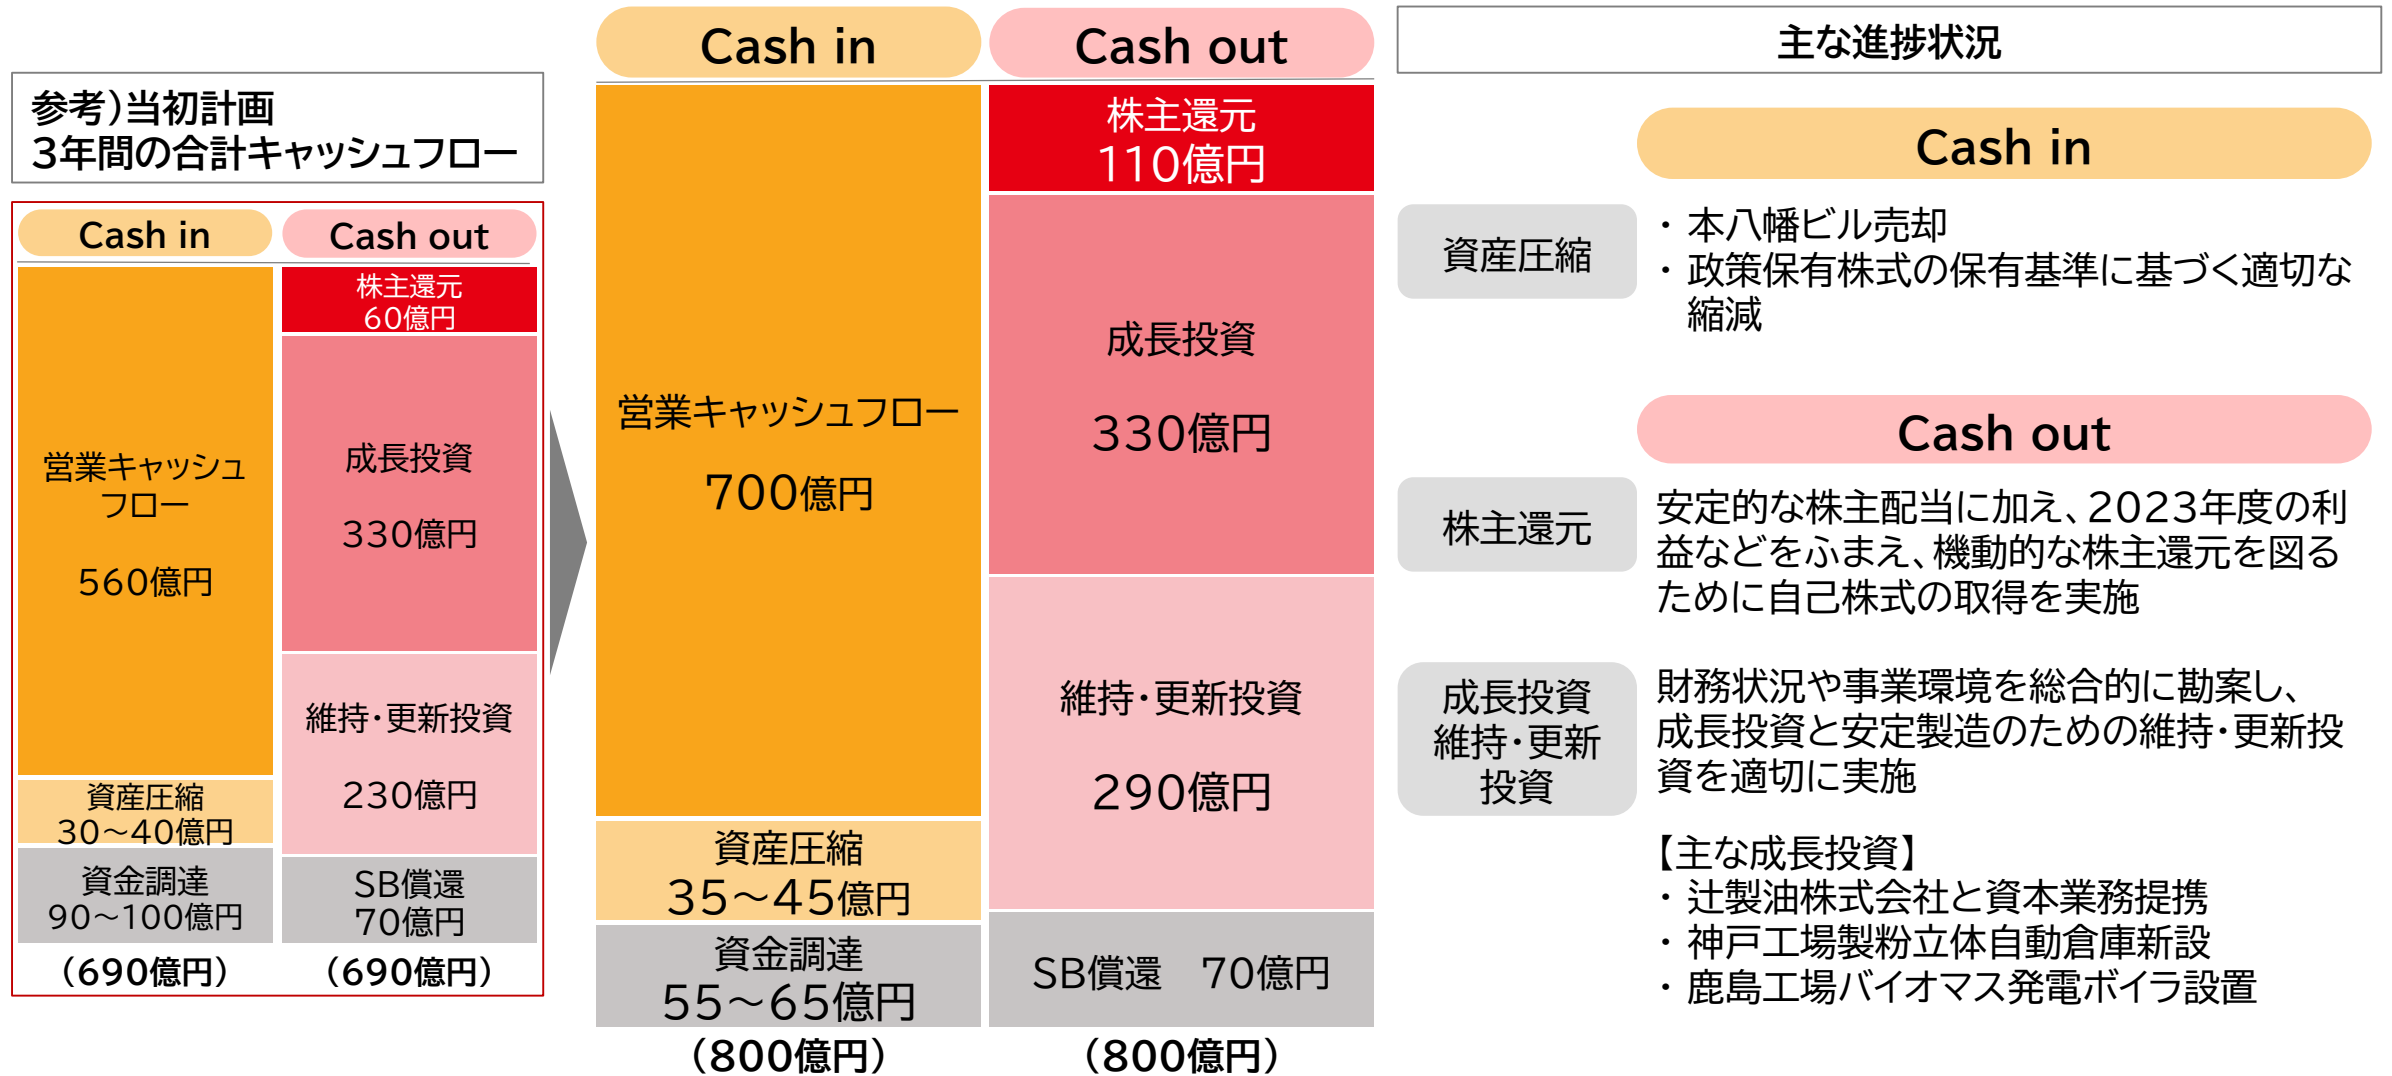 参考)当初計画
3年間の合計キャッシュフロー
Cash in
Cash out
営業キャッシュ
フロー
560億円
資産圧縮
30～40億円
資金調達
90～100億円
(690億円)
株主還元
60億円
成長投資
330億円
維持・更新投資
230億円
SB償還
70億円
(690億円)
Cash in
Cash out
営業キャッシュフロー
700億円
資産圧縮
35～45億円
資金調達
55～65億円
(800億円)
株主還元
110億円
成長投資
330億円
維持・更新投資
290億円
SB償還　70億円
(800億円)
主な進捗状況
Cash in
資産圧縮
・ 本八幡ビル売却
・ 政策保有株式の保有基準に基づく適切な
縮減
Cash out
株主還元
安定的な株主配当に加え、2023年度の利
益などをふまえ、機動的な株主還元を図る
ために自己株式の取得を実施
成長投資
維持・更新
投資
財務状況や事業環境を総合的に勘案し、
成長投資と安定製造のための維持・更新投
資を適切に実施
【主な成長投資】
・ 辻製油株式会社と資本業務提携
・ 神戸工場製粉立体自動倉庫新設
・ 鹿島工場バイオマス発電ボイラ設置